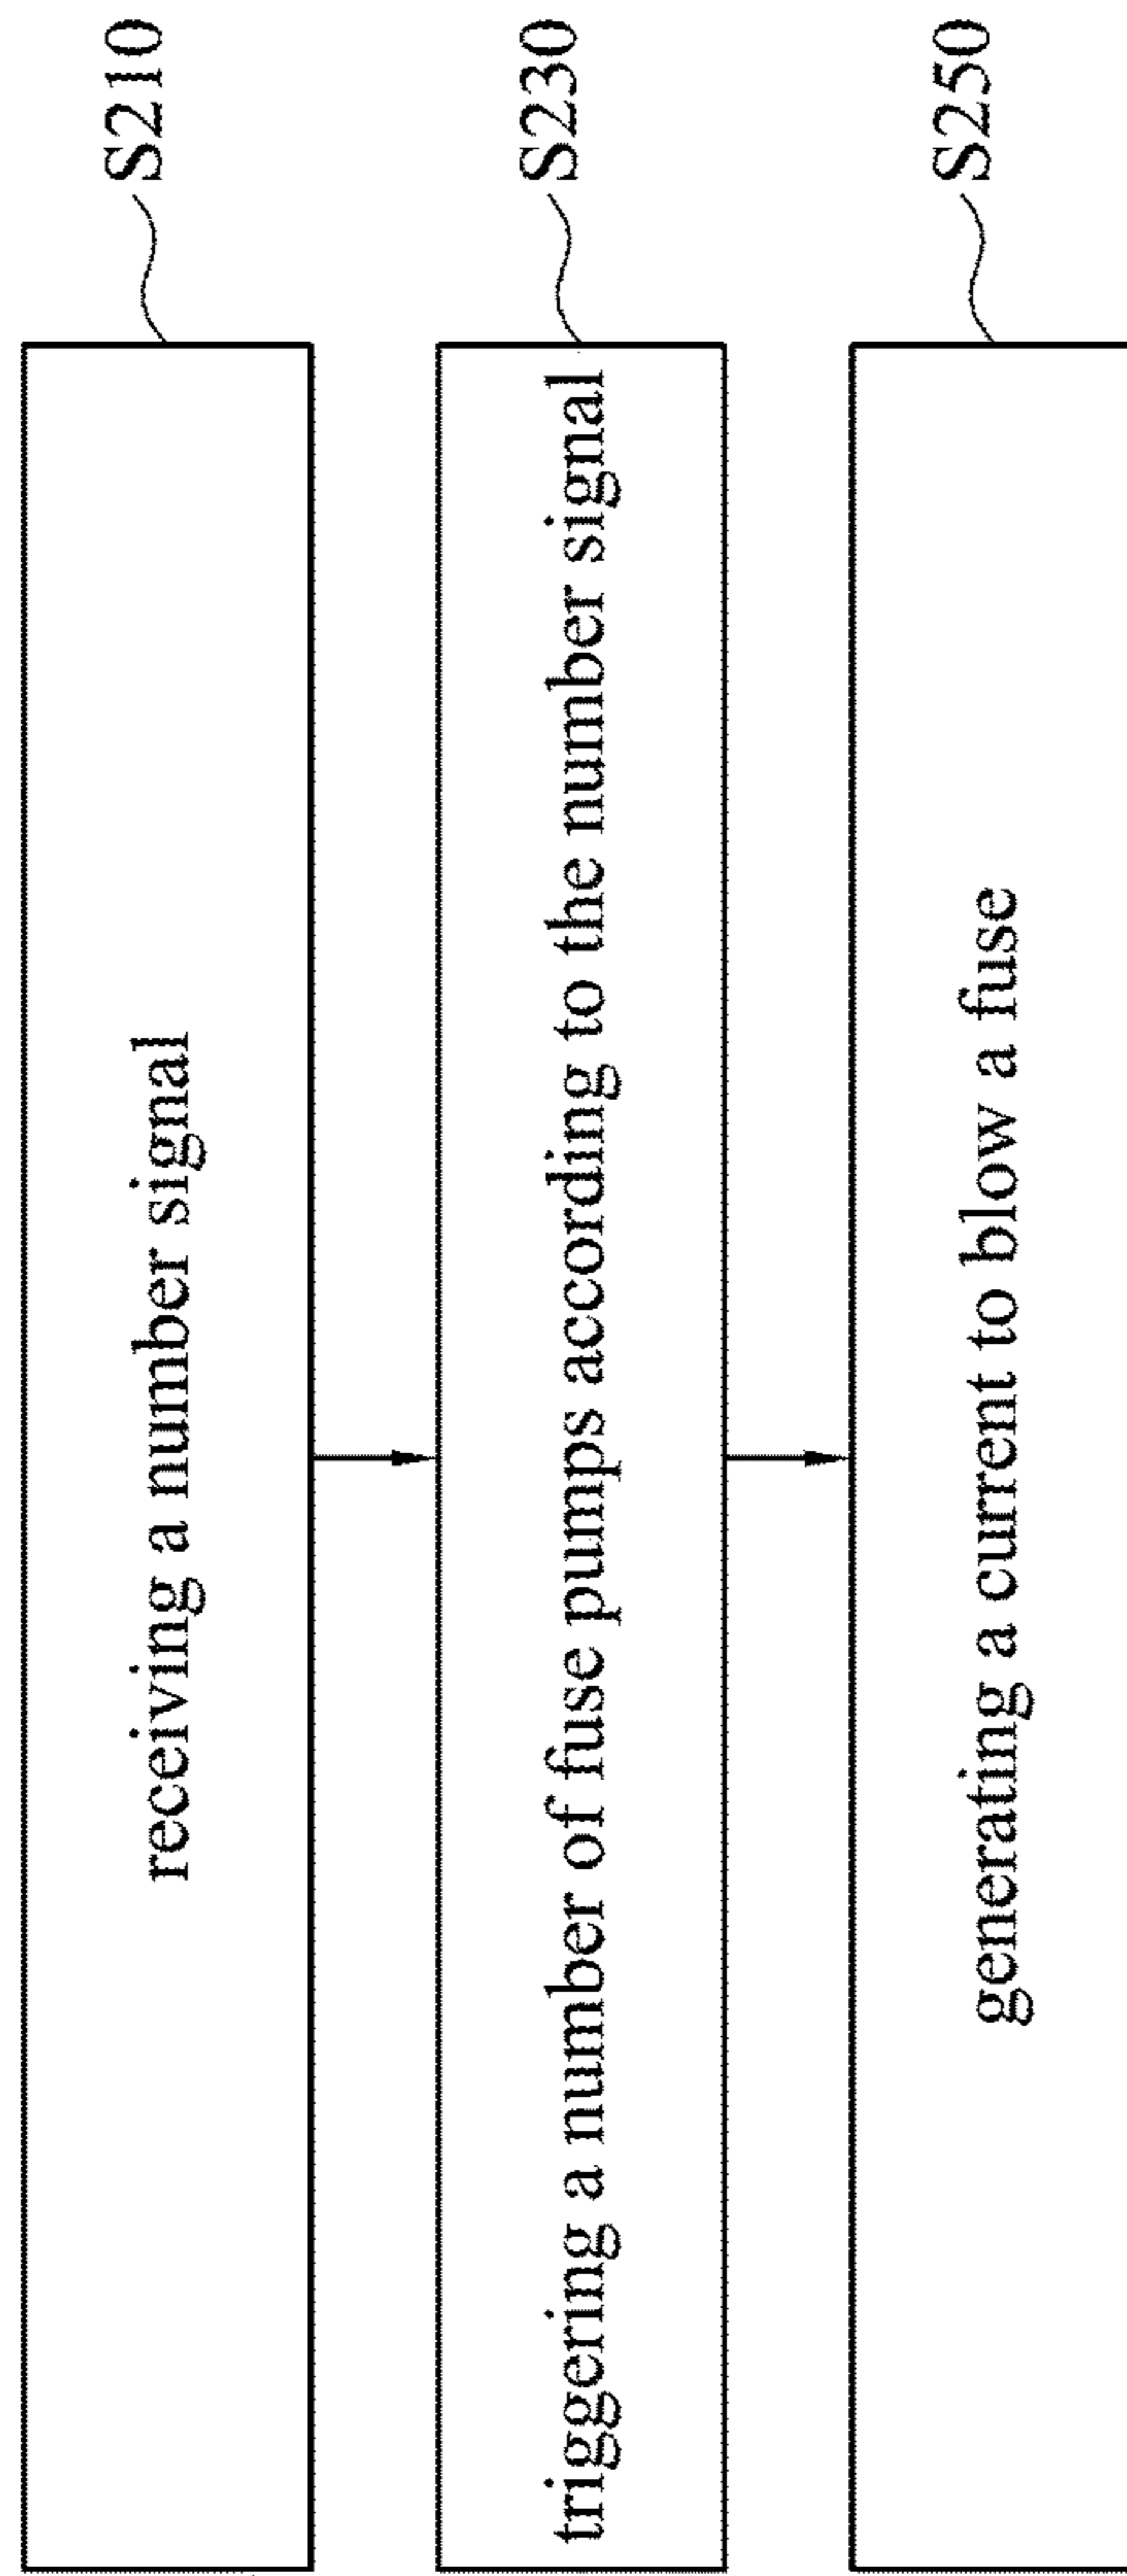 receiving a number signal
S210
triggering a number of fuse pumps according to the number signal
S230
generating a current to blow a fuse
S250